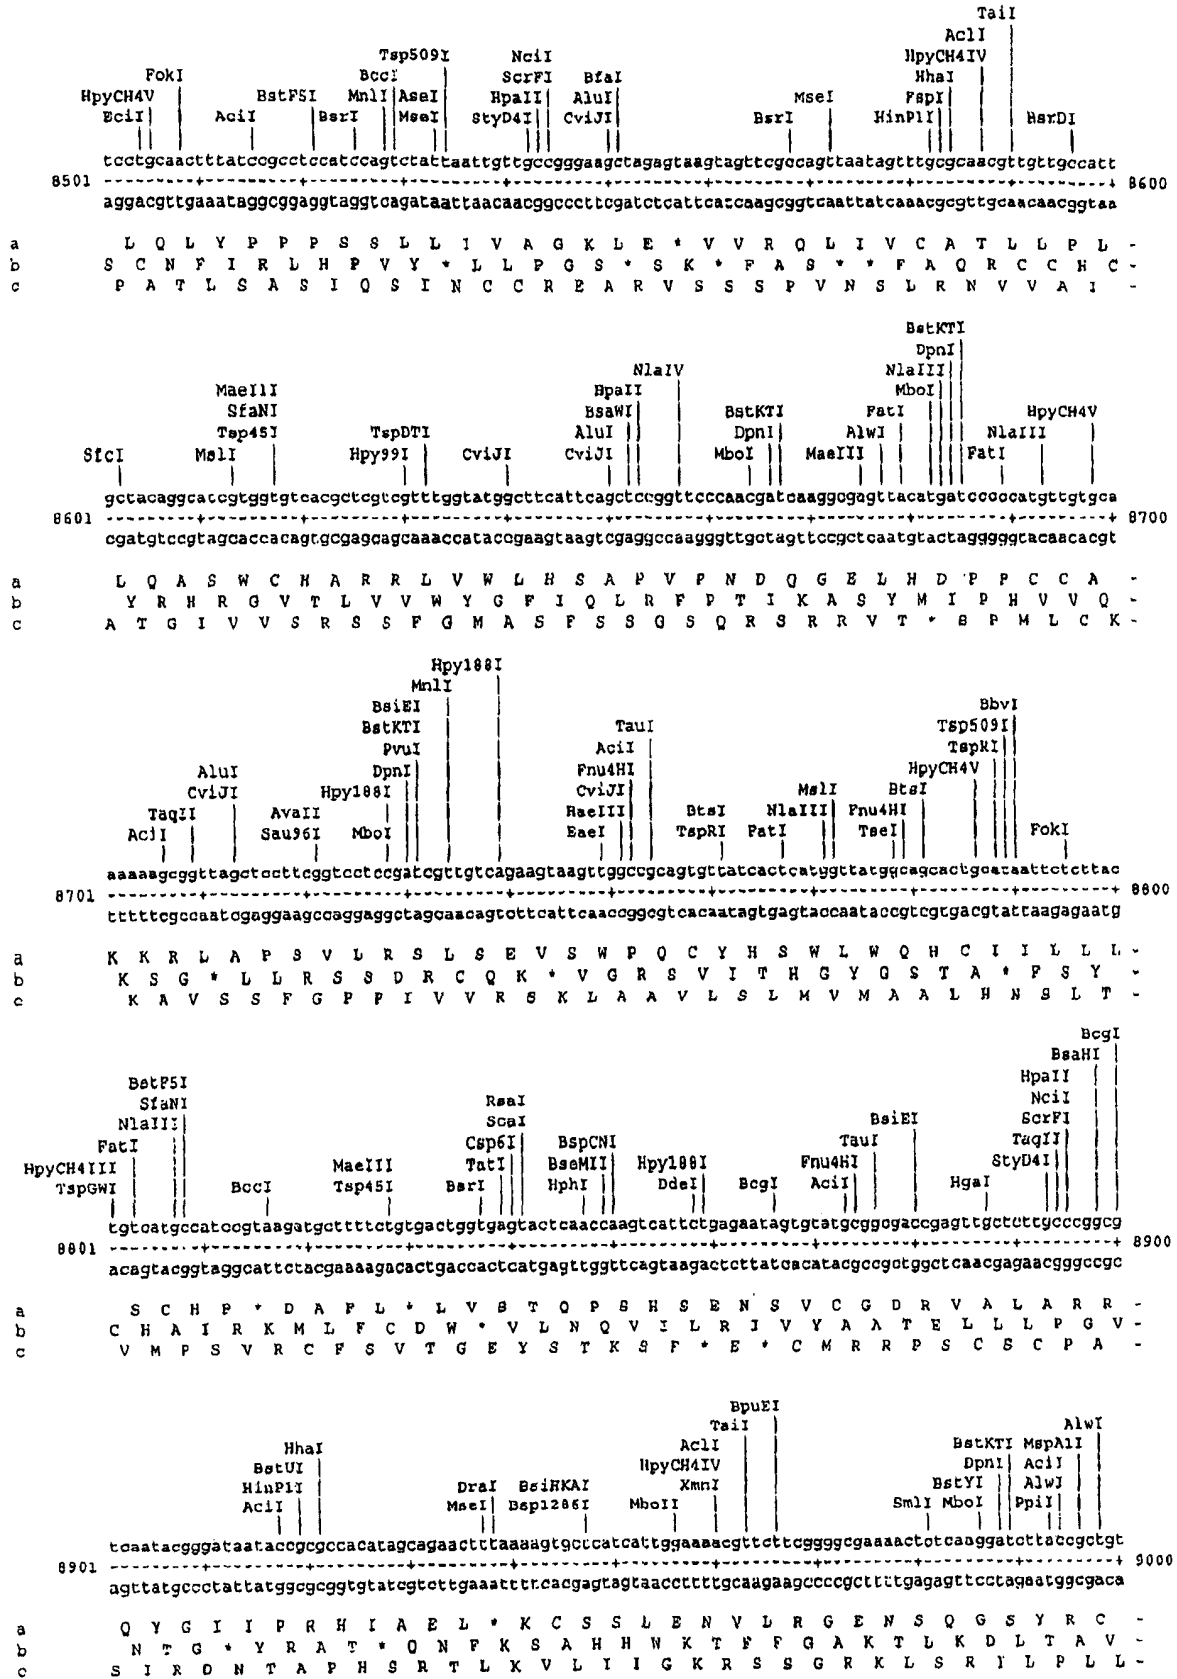 TaiI
AclI
Tsp509I NciI HpyCH4IV
FokI BccI ScrFI BfaI HhaI
HpyCH4V BstF5I MnlI AseI HpaII AluI MseI FspI
EciI AciI BsrI MseI StyD4I CviJI BsrI HinP1I BsrDI
tcctgcaactttatccgcctccatccagtctattaattgttgccgggaagctagagtaagtagttcgccagttaatagtttgcgcaacgttgttgccatt
8501 ---------+---------+---------+---------+---------+---------+---------+---------+---------+---------+ 8600
aggacgttgaaataggcggaggtaggtcagataattaacaacggcccttcgatctcattcatcaagcggtcaattatcaaacgcgttgcaacaacggtaa
a L Q L Y P P P S S L L I V A G K L E * V V R Q L I V C A T L L P L -
b S C N F I R L H P V Y * L L P G S * S K * F A S * * F A Q R C C H C -
c P A T L S A S I Q S I N C C R E A R V S S S P V N S L R N V V A I -
BstKTI
DpnI
NlaIV NlaIII
MaeIII HpaII MboI
SfaNI BsaWI BstKTI FatI HpyCH4V
Tsp45I TspDTI AluI DpnI AlwI NlaIII
SfcI MslI Hpy99I CviJI CviJI MboI MaeIII FatI
gctacaggcatcgtggtgtcacgctcgtcgtttggtatggcttcattcagctccggttcccaacgatcaaggcgagttacatgatcccccatgttgtgca
8601 ---------+---------+---------+---------+---------+---------+---------+---------+---------+---------+ 8700
cgatgtccgtagcaccacagtgcgagcagcaaaccataccgaagtaagtcgaggccaagggttgctagttccgctcaatgtactagggggtacaacacgt
a L Q A S W C H A R R L V W L H S A P V P N D Q G E L H D P P C C A -
b Y R H R G V T L V V W Y G F I Q L R F P T I K A S Y M I P H V V Q -
c A T G I V V S R S S F G M A S F S S G S Q R S R R V T * S P M L C K -
Hpy188I
MnlI
BsiEI BbvI
BstKTI TauI Tsp509I
PvuI AciI TspRI
AluI DpnI Fnu4HI HpyCH4V
CviJI Hpy188I CviJI MslI BtsI
TaqII AvaII HaeIII BtsI NlaIII Fnu4HI
AciI Sau96I MboI EaeI TspRI FatI TseI FokI
aaaaagcggttagctccttcggtcctccgatcgttgtcagaagtaagttggccgcagtgttatcactcatggttatggcagcactgcataattctcttac
8701 ---------+---------+---------+---------+---------+---------+---------+---------+---------+---------+ 8800
tttttcgccaatcgaggaagccaggaggctagcaacagtcttcattcaaccggcgtcacaatagtgagtaccaataccgtcgtgacgtattaagagaatg
a K K R L A P S V L R S L S E V S W P Q C Y H S W L W Q H C I I L L L -
b K S G * L L R S S D R C Q K * V G R S V I T H G Y G S T A * F S Y -
c K A V S S F G P P I V V R S K L A A V L S L M V M A A L H N S L T -
BcgI
BsaHI
BstF5I HpaII
SfaNI RsaI NciI
NlaIII ScaI BsiEI ScrFI
FatI Csp6I BspCNI TauI TaqII
HpyCH4III MaeIII TatI BseMII Hpy188I Fnu4HI StyD4I
TspGWI BccI Tsp45I BsrI HphI DdeI BcgI AciI HgaI
tgtcatgccatccgtaagatgcttttctgtgactggtgagtactcaaccaagtcattctgagaatagtgtatgcggcgaccgagttgctcttgcccggcg
8801 ---------+---------+---------+---------+---------+---------+---------+---------+---------+---------+ 8900
acagtacggtaggcattctacgaaaagacactgaccactcatgagttggttcagtaagactcttatcacatacgccgctggctcaacgagaacgggccgc
a S C H P * D A F L * L V S T Q P S H S E N S V C G D R V A L A R R -
b C H A I R K M L F C D W * V L N Q V I L R I V Y A A T E L L L P G V -
c V M P S V R C F S V T G E Y S T K S F * E * C M R R P S C S C P A -
BpuEI
HhaI TaiI AlwI
BstUI AclI BstKTI MspA1I
HinP1I HpyCH4IV DpnI AciI
AciI DraI BsiHKAI XmnI BstYI AlwI
MseI Bsp1286I MboII SmlI MboI PpiI
tcaatacgggataataccgcgccacatagcagaactttaaaagtgctcatcattggaaaacgttcttcggggcgaaaactctcaaggatcttaccgctgt
8901 ---------+---------+---------+---------+---------+---------+---------+---------+---------+---------+ 9000
agttatgccctattatggcgcggtgtatcgtcttgaaattttcacgagtagtaaccttttgcaagaagccccgcttttgagagttcctagaatggcgaca
a Q Y G I I P R H I A E L * K C S S L E N V L R G E N S Q G S Y R C -
b N T G * Y R A T * Q N F K S A H H W K T F F G A K T L K D L T A V -
c S I R D N T A P H S R T L K V L I I G K R S S G R K L S R I L P L L -